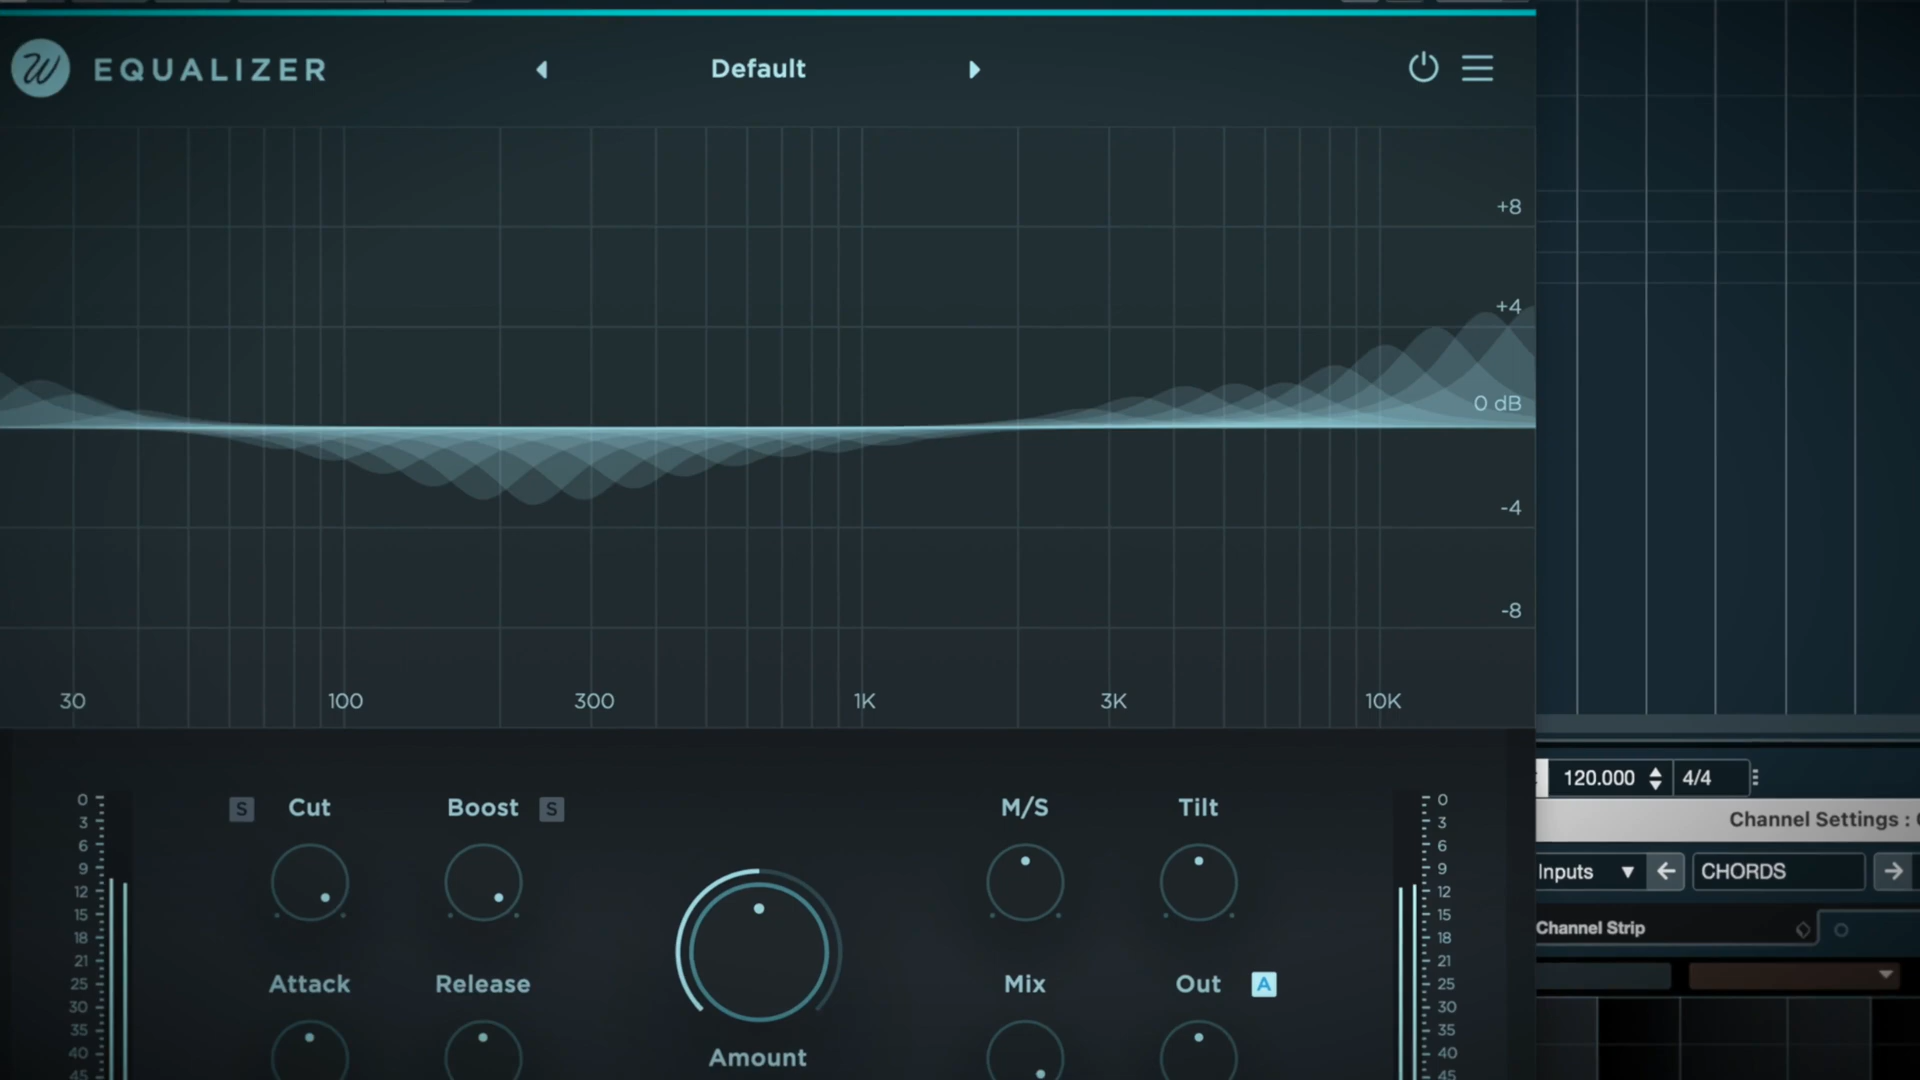 W EQUALIZER
Default
+8
+4
0 dB
-4
-8
30 100 300 1K 3K 10K
120.000 4/4
S Cut Boost S M/S Tilt
Channel Settings :
Inputs CHORDS
Channel Strip
Attack Release Mix Out A
Amount
0 0
3 3
6 6
9 9
12 12
15 15
18 18
21 21
25 25
30 30
35 35
40 40
45 45